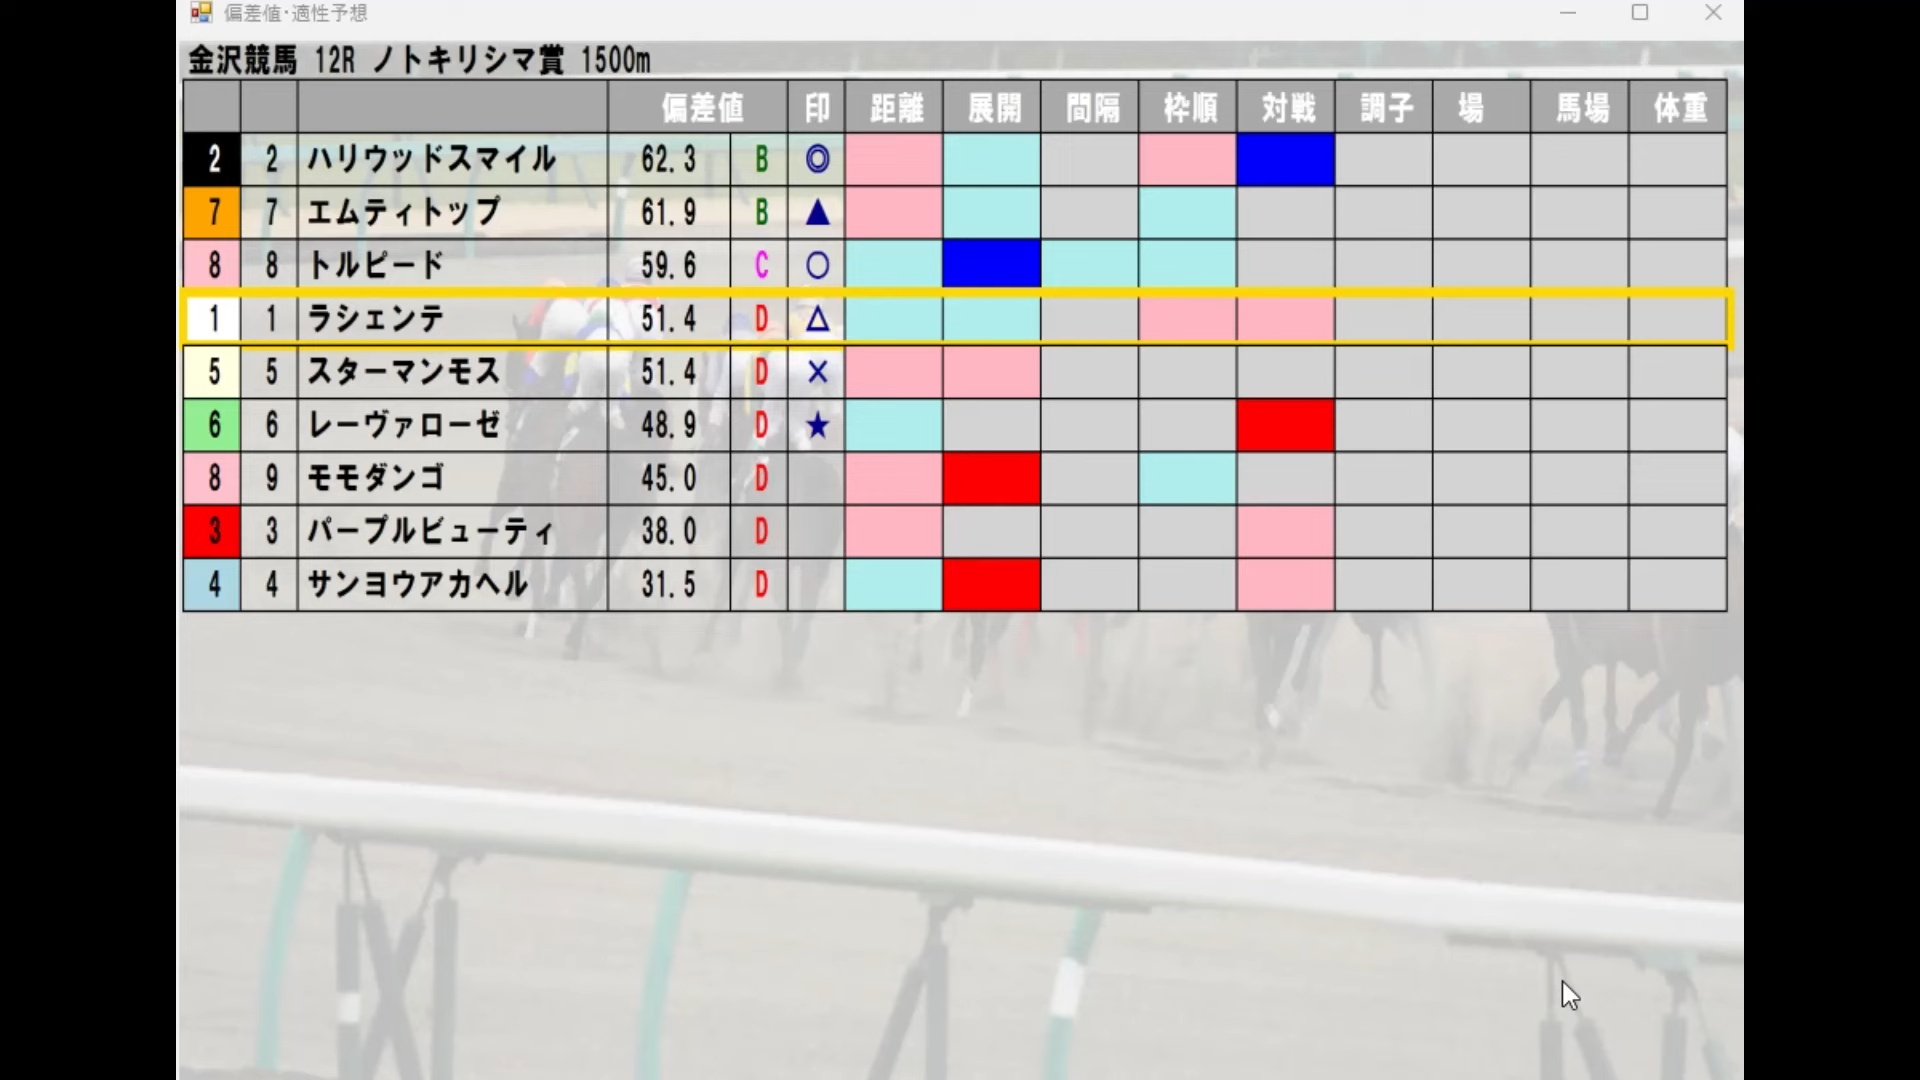 偏差値・適性予想
金沢競馬 12R ノトキリシマ賞 1500m
偏差値 印 距離 展開 間隔 枠順 対戦 調子 場 馬場 体重
2 2 ハリウッドスマイル 62.3 B ◎
7 7 エムティトップ 61.9 B ▲
8 8 トルピード 59.6 C ○
1 1 ラシェンテ 51.4 D △
5 5 スターマンモス 51.4 D ×
6 6 レーヴァローゼ 48.9 D ★
8 9 モモダンゴ 45.0 D
3 3 パープルビューティ 38.0 D
4 4 サンヨウアカヘル 31.5 D